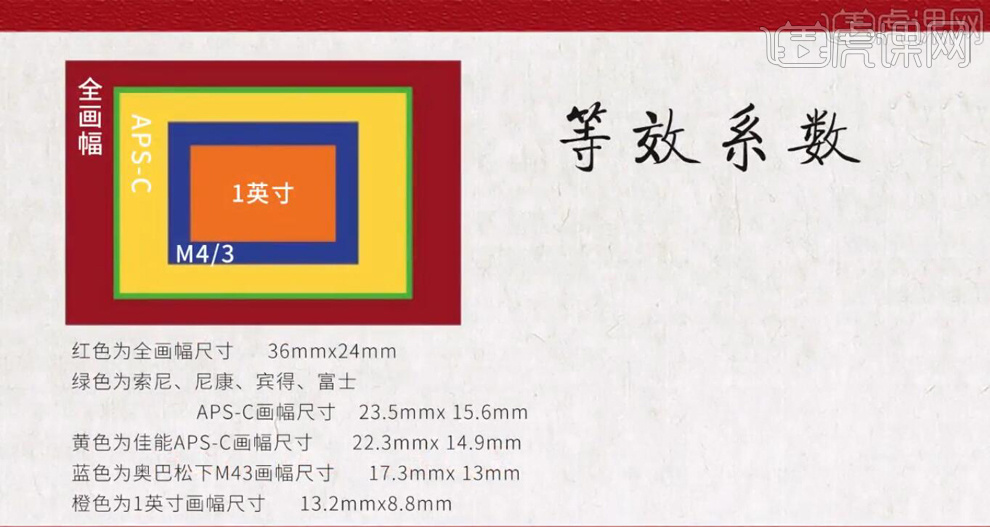 虎课网
等效系数
全画幅
APS-C
1英寸
M4/3
红色为全画幅尺寸 36mmx24mm
绿色为索尼、尼康、宾得、富士
APS-C画幅尺寸 23.5mmx 15.6mm
黄色为佳能APS-C画幅尺寸 22.3mmx 14.9mm
蓝色为奥巴松下M43画幅尺寸 17.3mmx 13mm
橙色为1英寸画幅尺寸 13.2mmx8.8mm